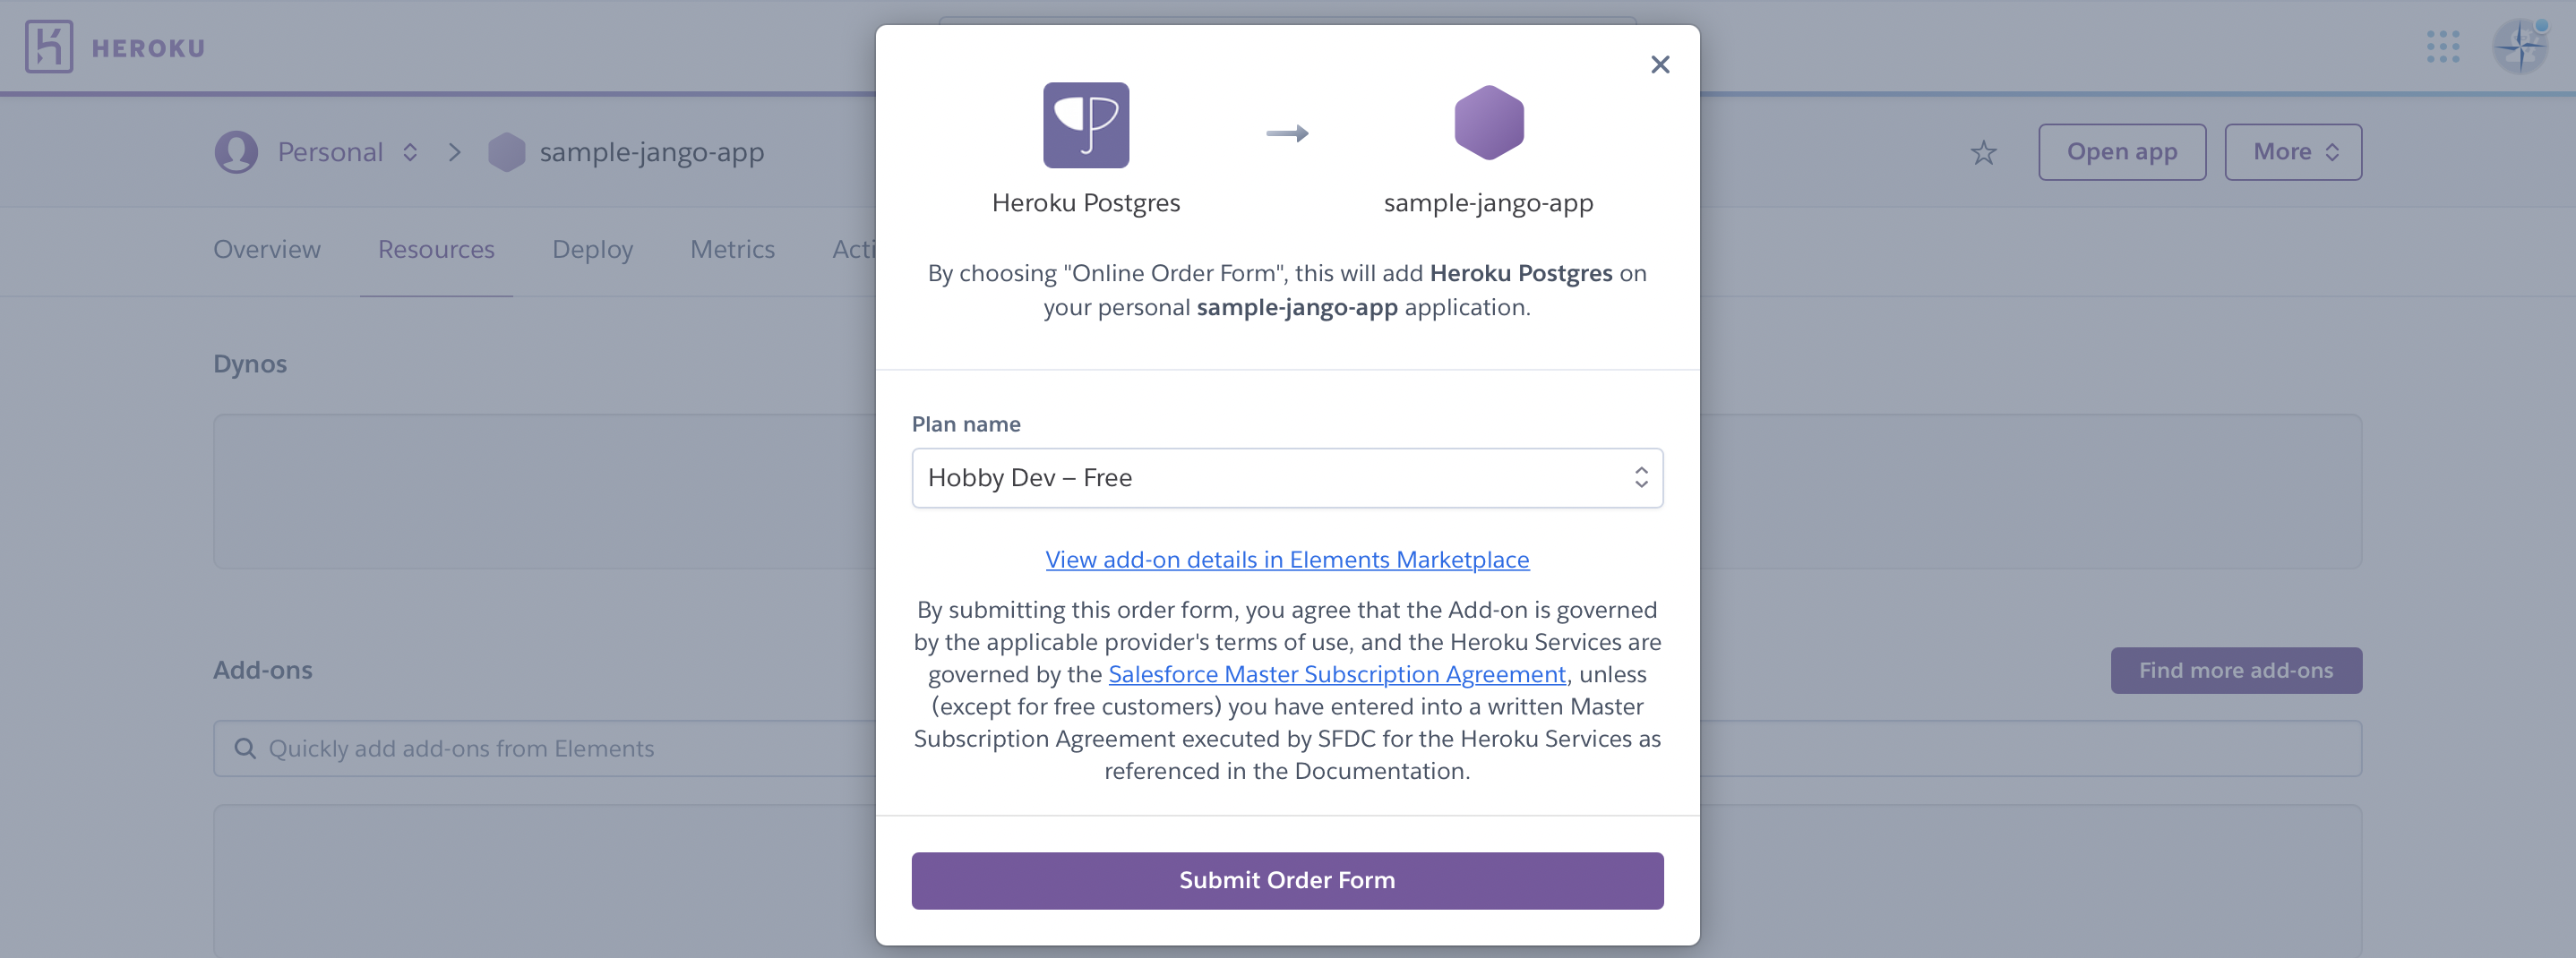 HEROKU
Personal
sample-jango-app
Open app
More
Overview
Resources
Deploy
Metrics
Acti
Dynos
Add-ons
Find more add-ons
Quickly add add-ons from Elements
Heroku Postgres
sample-jango-app
By choosing "Online Order Form", this will add Heroku Postgres on
your personal sample-jango-app application.
Plan name
Hobby Dev – Free
View add-on details in Elements Marketplace
By submitting this order form, you agree that the Add-on is governed
by the applicable provider's terms of use, and the Heroku Services are
governed by the Salesforce Master Subscription Agreement, unless
(except for free customers) you have entered into a written Master
Subscription Agreement executed by SFDC for the Heroku Services as
referenced in the Documentation.
Submit Order Form